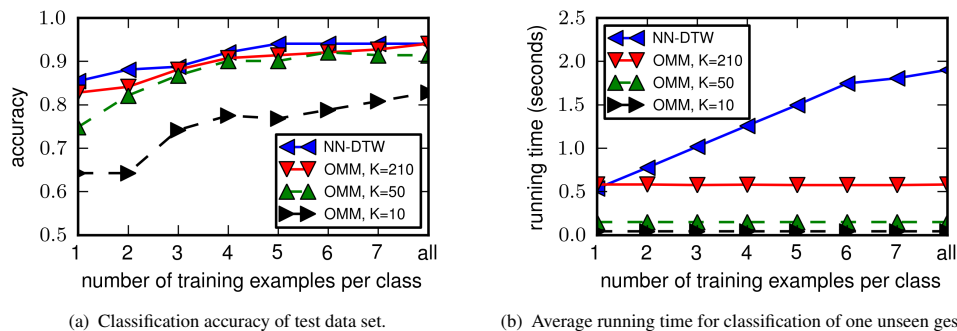 1.0
0.9
0.8
0.7
0.6
0.5
accuracy
NN-DTW
OMM, K=210
OMM, K=50
OMM, K=10
1 2 3 4 5 6 7 all
number of training examples per class
(a) Classification accuracy of test data set.
2.5
2.0
1.5
1.0
0.5
0.0
running time (seconds)
NN-DTW
OMM, K=210
OMM, K=50
OMM, K=10
1 2 3 4 5 6 7 all
number of training examples per class
(b) Average running time for classification of one unseen ges